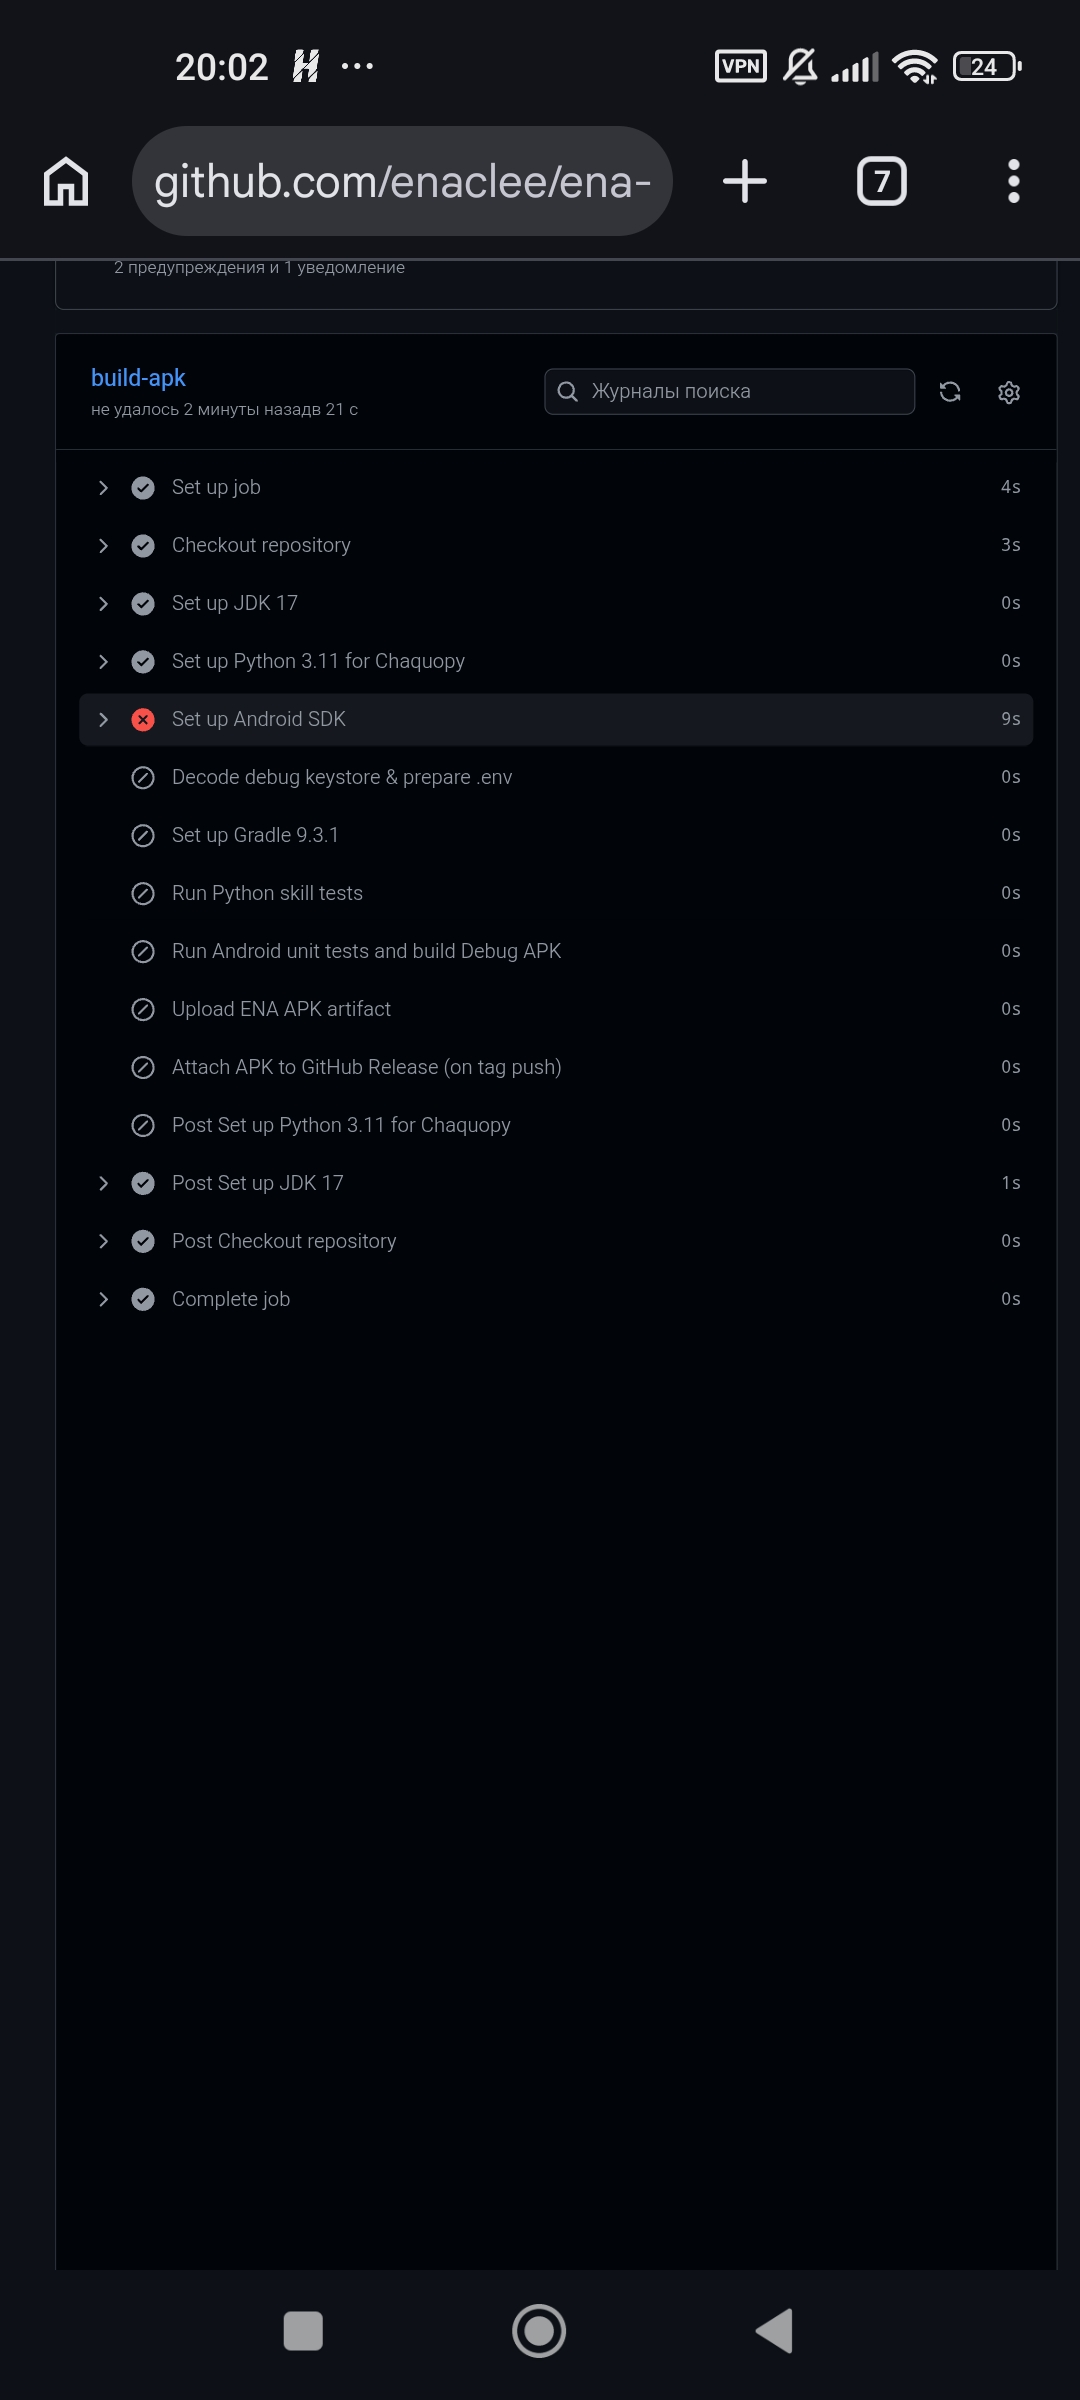 20:02
VPN
24
github.com/enaclee/ena-
7
2 предупреждения и 1 уведомление
build-apk
не удалось 2 минуты назадв 21 с
Журналы поиска
Set up job 4s
Checkout repository 3s
Set up JDK 17 0s
Set up Python 3.11 for Chaquopy 0s
Set up Android SDK 9s
Decode debug keystore & prepare .env 0s
Set up Gradle 9.3.1 0s
Run Python skill tests 0s
Run Android unit tests and build Debug APK 0s
Upload ENA APK artifact 0s
Attach APK to GitHub Release (on tag push) 0s
Post Set up Python 3.11 for Chaquopy 0s
Post Set up JDK 17 1s
Post Checkout repository 0s
Complete job 0s